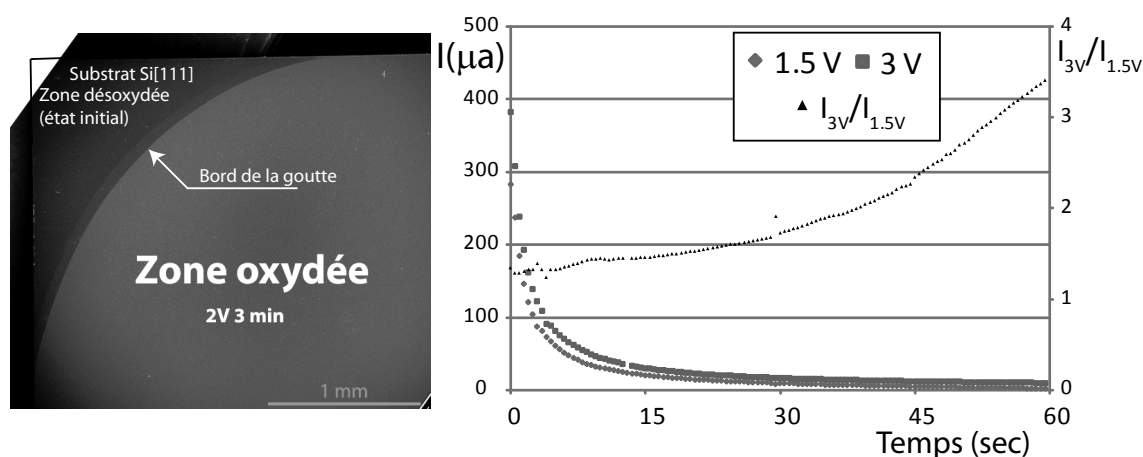 Substrat Si[111]
Zone désoxydée
(état initial)
Bord de la goutte
Zone oxydée
2V 3 min
1 mm
I(µa)
500
400
300
200
100
0
1.5 V 3 V
I3V/I1.5V
4
I3V/I1.5V
3
2
1
0
0 15 30 45 60
Temps (sec)